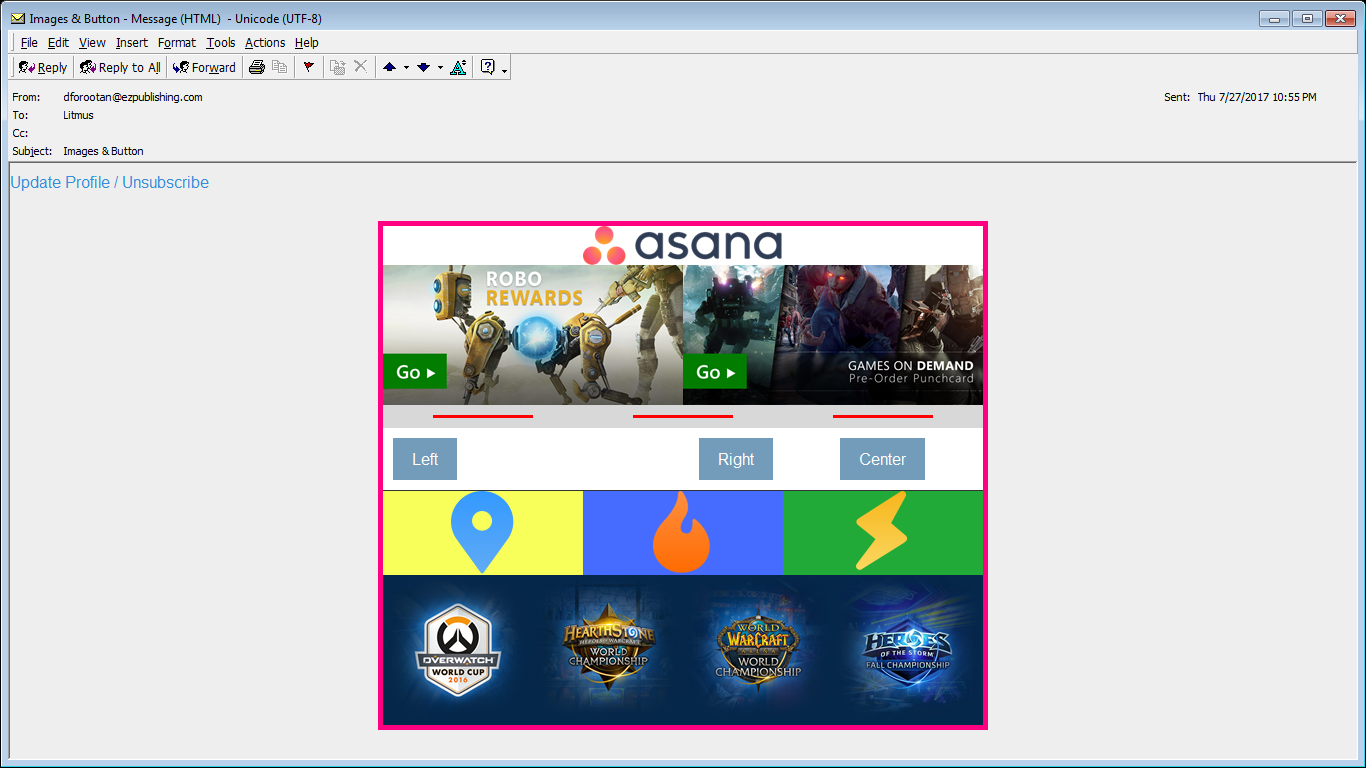 Images & Button - Message (HTML) - Unicode (UTF-8)
File Edit View Insert Format Tools Actions Help
Reply Reply to All Forward
From: dforootan@ezpublishing.com Sent: Thu 7/27/2017 10:55 PM
To: Litmus
Cc:
Subject: Images & Button
Update Profile / Unsubscribe
asana
ROBO
REWARDS
Go
Go
GAMES ON DEMAND
Pre-Order Punchcard
Left Right Center
OVERWATCH
WORLD CUP
2016
HEARTHSTONE
HEROES OF WARCRAFT
WORLD
CHAMPIONSHIP
WORLD
WARCRAFT
ARENA
WORLD
CHAMPIONSHIP
HEROES
OF THE STORM
FALL CHAMPIONSHIP